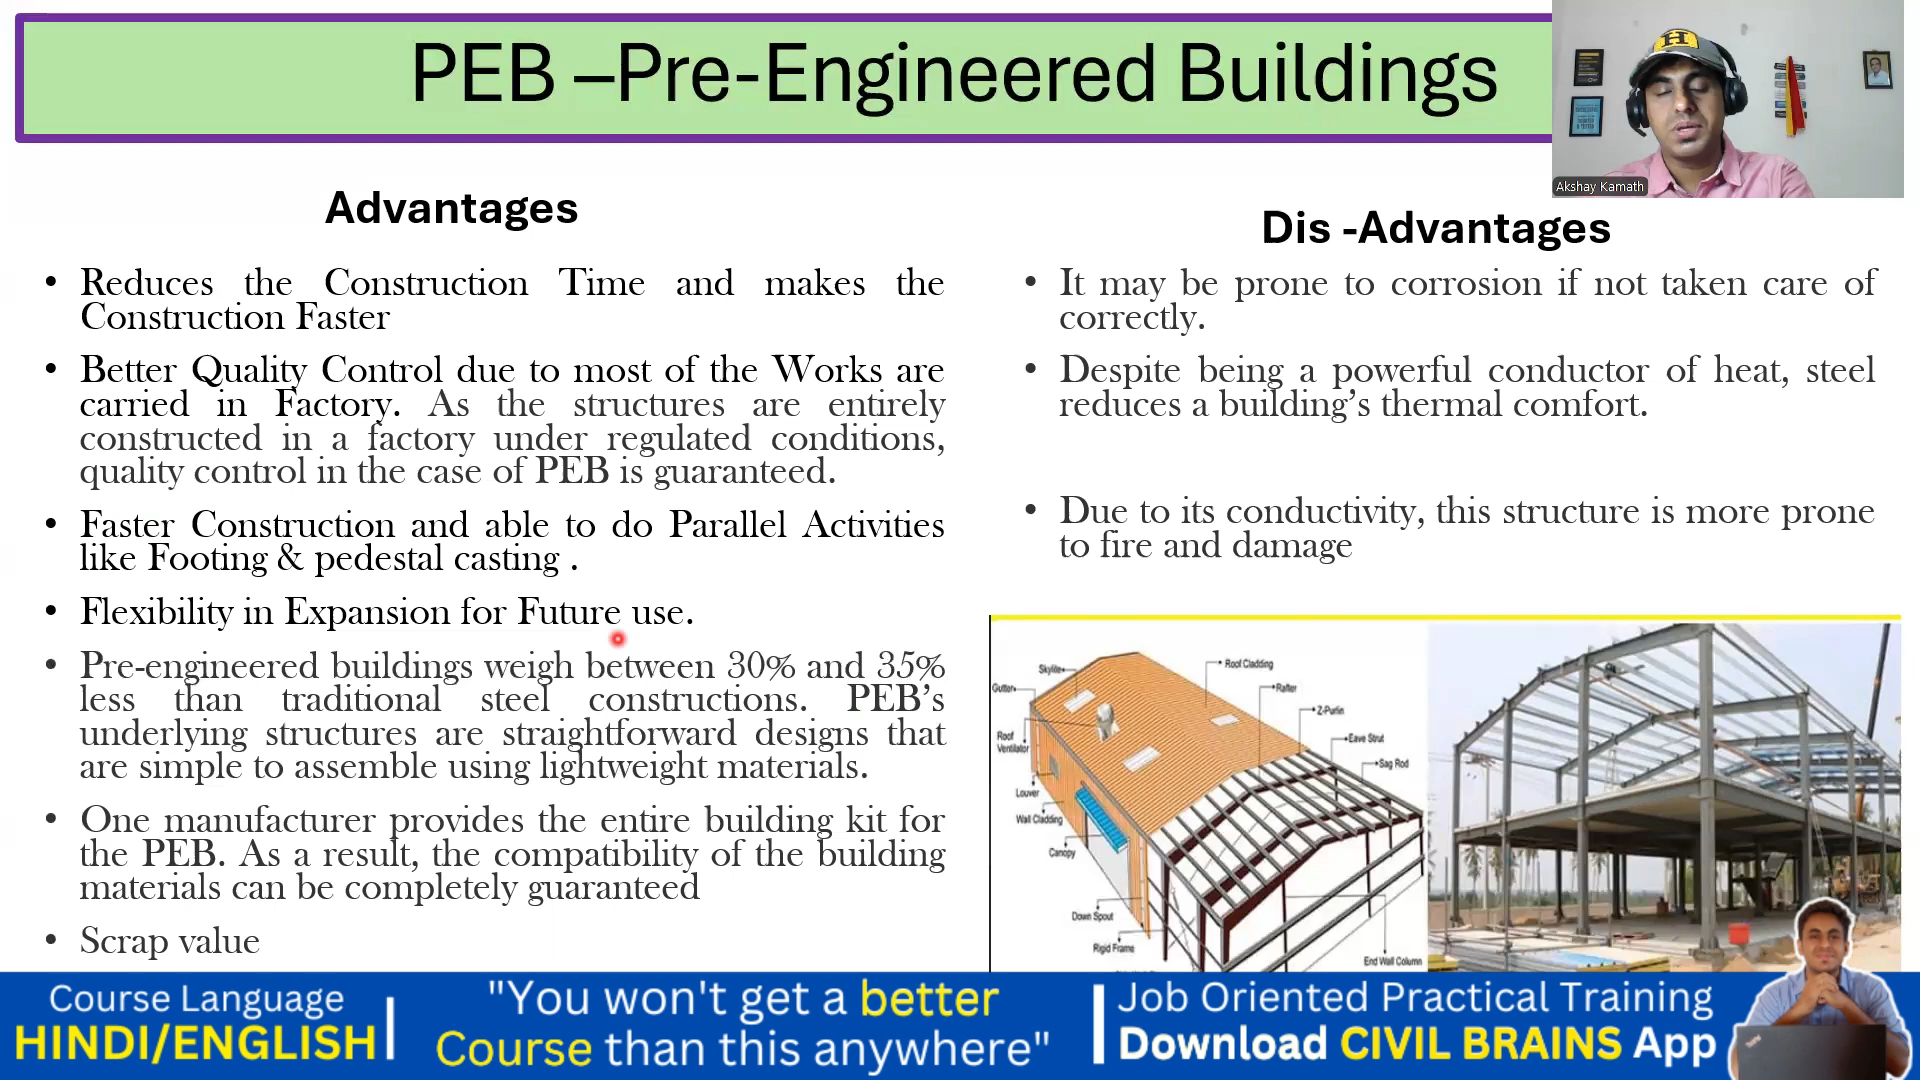 PEB –Pre-Engineered Buildings
Akshay Kamath
Advantages
• Reduces the Construction Time and makes the
Construction Faster
• Better Quality Control due to most of the Works are
carried in Factory. As the structures are entirely
constructed in a factory under regulated conditions,
quality control in the case of PEB is guaranteed.
• Faster Construction and able to do Parallel Activities
like Footing & pedestal casting .
• Flexibility in Expansion for Future use.
• Pre-engineered buildings weigh between 30% and 35%
less than traditional steel constructions. PEB’s
underlying structures are straightforward designs that
are simple to assemble using lightweight materials.
• One manufacturer provides the entire building kit for
the PEB. As a result, the compatibility of the building
materials can be completely guaranteed
• Scrap value
Dis -Advantages
• It may be prone to corrosion if not taken care of
correctly.
• Despite being a powerful conductor of heat, steel
reduces a building’s thermal comfort.
• Due to its conductivity, this structure is more prone
to fire and damage
Skylite
Gutter
Roof
Ventilator
Louver
Wall Cladding
Canopy
Down Spout
Rigid Frame
Roof Cladding
Rafter
Z-Purlin
Eave Strut
Sag Rod
End Wall Column
Course Language
HINDI/ENGLISH
"You won't get a better
Course than this anywhere"
Job Oriented Practical Training
Download CIVIL BRAINS App